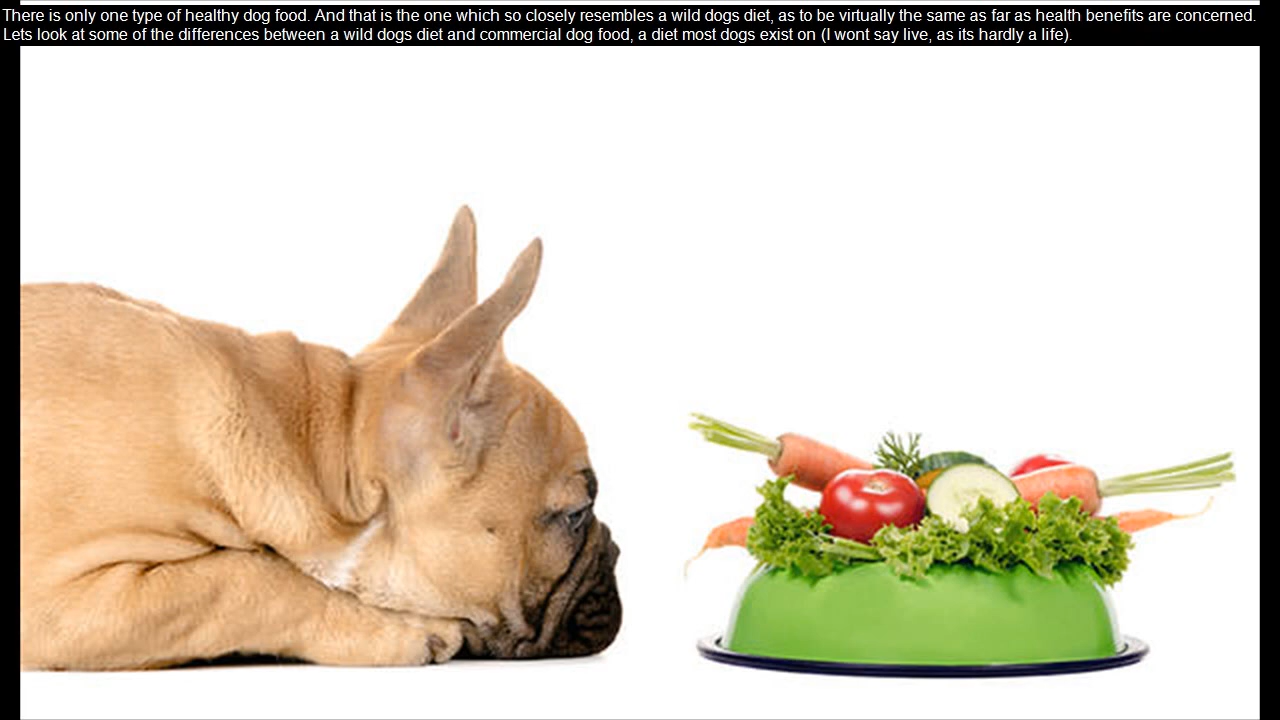 There is only one type of healthy dog food. And that is the one which so closely resembles a wild dogs diet, as to be virtually the same as far as health benefits are concerned.
Lets look at some of the differences between a wild dogs diet and commercial dog food, a diet most dogs exist on (I wont say live, as its hardly a life).